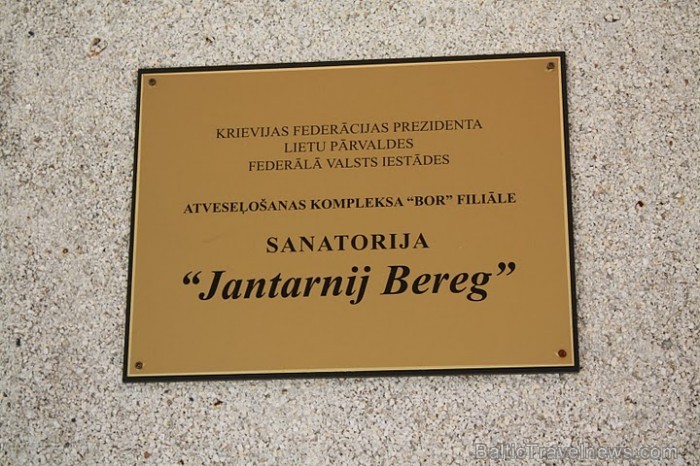 KRIEVIJAS FEDERĀCIJAS PREZIDENTA
LIETU PĀRVALDES
FEDERĀLĀ VALSTS IESTĀDES
ATVESEĻOŠANAS KOMPLEKSA “BOR” FILIĀLE
SANATORIJA
“Jantarnij Bereg”
BalticTravelnews.com